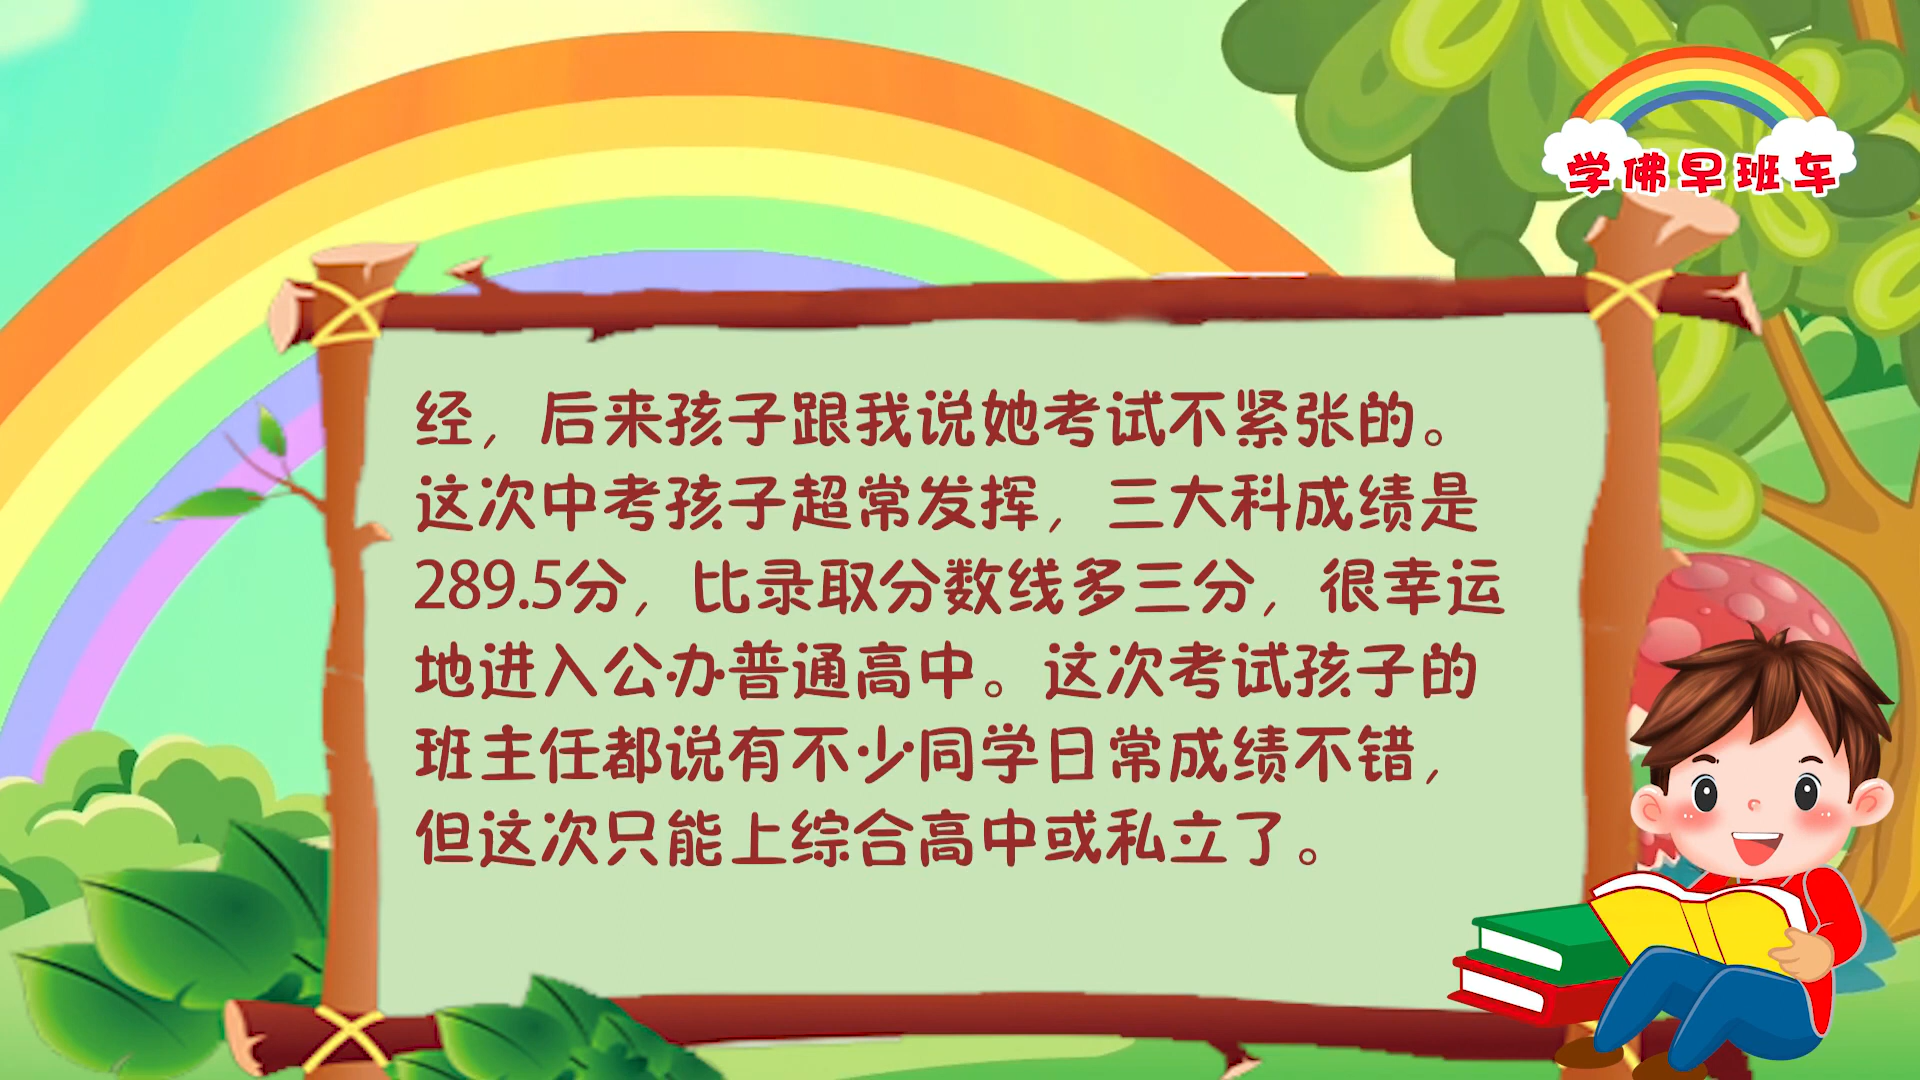 学佛早班车
经，后来孩子跟我说她考试不紧张的。
这次中考孩子超常发挥，三大科成绩是
289.5分，比录取分数线多三分，很幸运
地进入公办普通高中。这次考试孩子的
班主任都说有不少同学日常成绩不错，
但这次只能上综合高中或私立了。